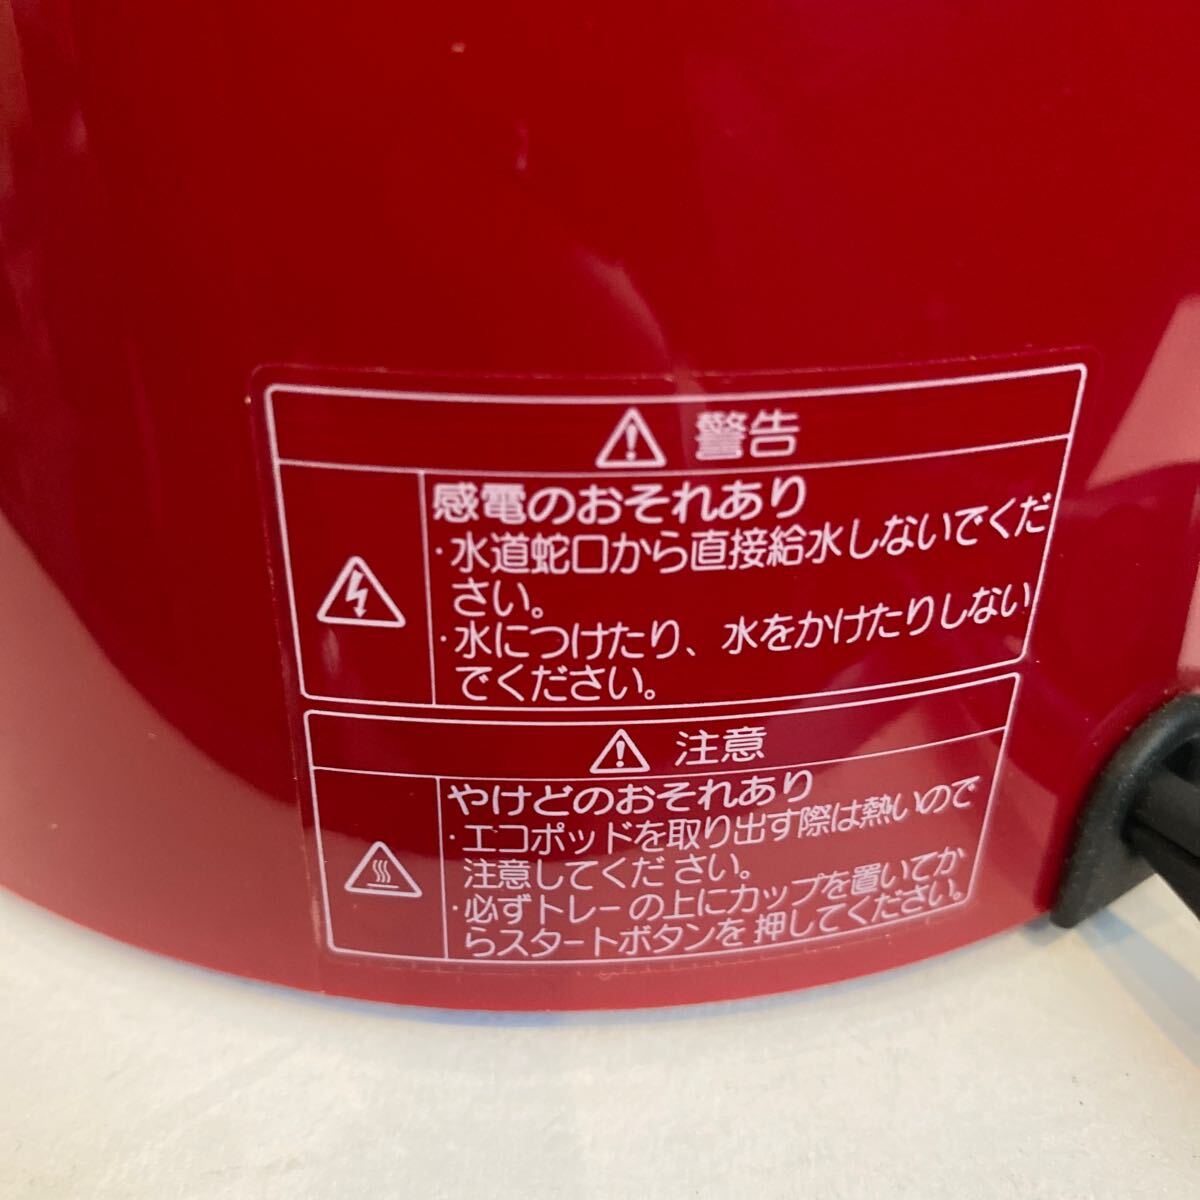 警告
感電のおそれあり
・水道蛇口から直接給水しないでくだ
さい。
・水につけたり、水をかけたりしない
でください。
注意
やけどのおそれあり
・エコポッドを取り出す際は熱いので
注意してください。
・必ずトレーの上にカップを置いてか
らスタートボタンを押してください。